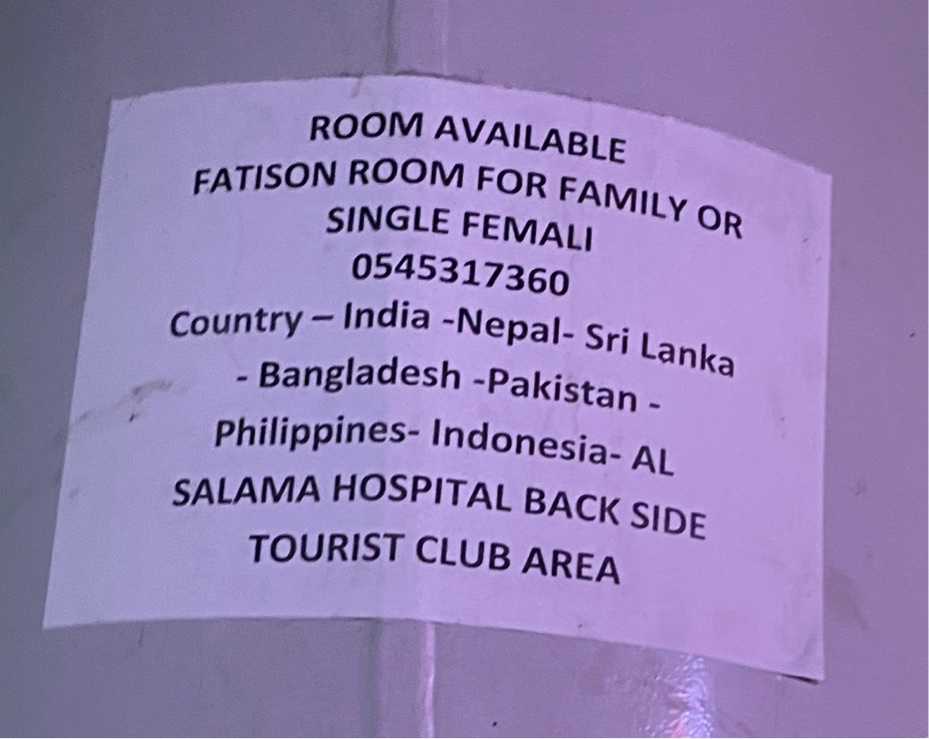 ROOM AVAILABLE
FATISON ROOM FOR FAMILY OR
SINGLE FEMALI
0545317360
Country – India -Nepal- Sri Lanka
- Bangladesh -Pakistan -
Philippines- Indonesia- AL
SALAMA HOSPITAL BACK SIDE
TOURIST CLUB AREA